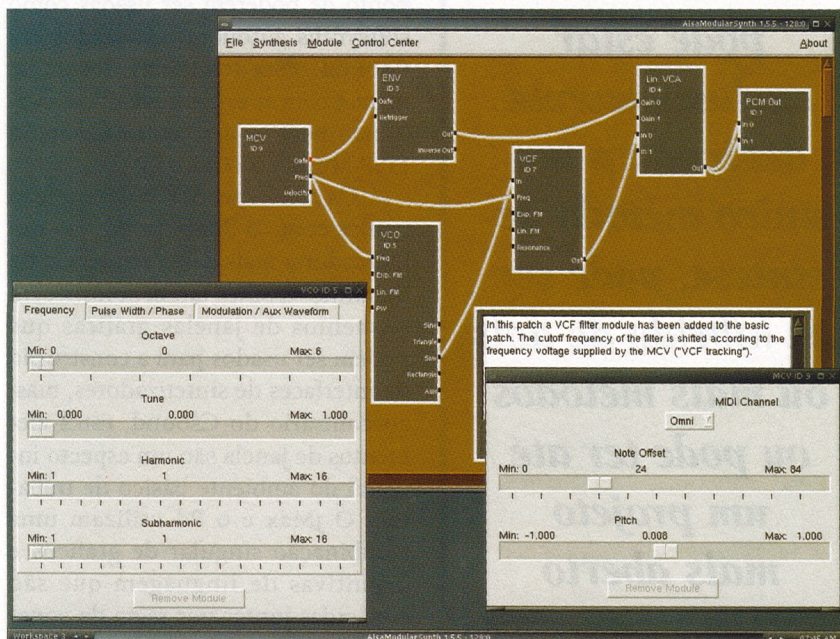 AlsaModularSynth 1.5.5 - 128:0
File Synthesis Module Control Center About
MCV
ID 9
Gate
Freq
Velocity
ENV
ID 3
Gate
Retrigger
Out
Inverse Out
VCO
ID 5
Freq
Exp. FM
Lin. FM
PW
Sine
Triangle
Saw
Rectangle
Aux
VCF
ID 7
In
Freq
Exp. FM
Lin. FM
Resonance
Out
Lin. VCA
ID 4
Gain 0
Gain 1
In 0
In 1
Out
PCM Out
ID 1
In 0
In 1
In this patch a VCF filter module has been added to the basic
patch. The cutoff frequency of the filter is shifted according to the
frequency voltage supplied by the MCV ("VCF tracking").
VCO ID 5
Frequency Pulse Width / Phase Modulation / Aux Waveform
Octave
Min: 0 0 Max: 6
Tune
Min: 0.000 0.000 Max: 1.000
Harmonic
Min: 1 1 Max: 16
Subharmonic
Min: 1 1 Max: 16
Remove Module
MCV ID 9
MIDI Channel
Omni
Note Offset
Min: 0 24 Max: 84
Pitch
Min: -1.000 0.008 Max: 1.000
Remove Module
Workspace 3 AlsaModularSynth 1.5.5 - 128:0